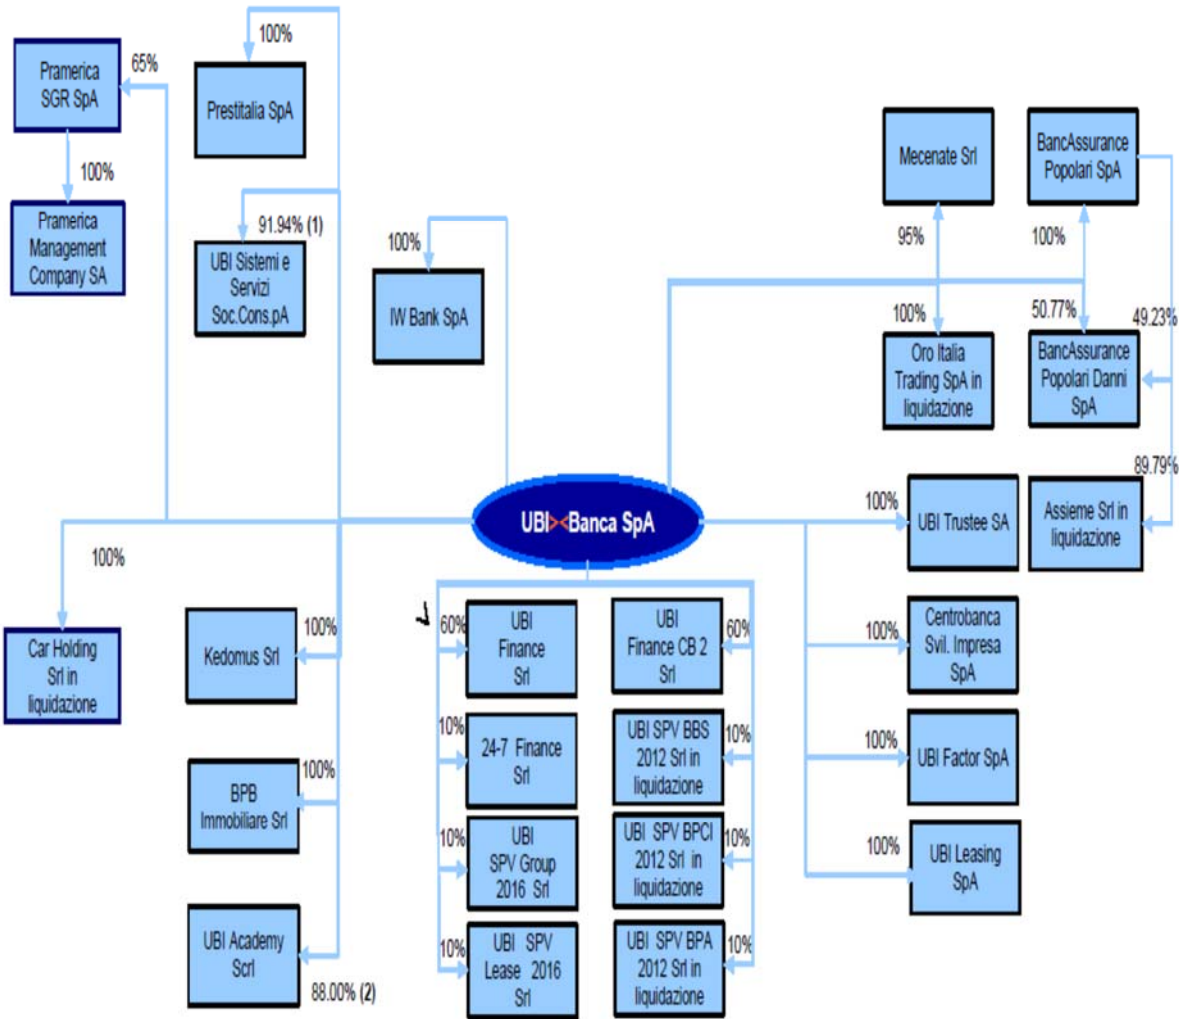 100%
Pramerica
SGR SpA
65%
Prestitalia SpA
100%
Pramerica
Management
Company SA
91.94% (1)
UBI Sistemi e
Servizi
Soc.Cons.pA
100%
IW Bank SpA
Mecenate Srl
BancAssurance
Popolari SpA
95%
100%
100%
50.77%
49.23%
Oro Italia
Trading SpA in
liquidazione
BancAssurance
Popolari Danni
SpA
89.79%
UBI><Banca SpA
100%
UBI Trustee SA
Assieme Srl in
liquidazione
100%
Car Holding
Srl in
liquidazione
Kedomus Srl
100%
BPB
Immobiliare Srl
100%
UBI Academy
Scrl
88.00% (2)
60%
UBI
Finance
Srl
UBI
Finance CB 2
Srl
60%
10%
24-7 Finance
Srl
UBI SPV BBS
2012 Srl in
liquidazione
10%
10%
UBI
SPV Group
2016 Srl
UBI SPV BPCI
2012 Srl in
liquidazione
10%
10%
UBI SPV
Lease 2016
Srl
UBI SPV BPA
2012 Srl in
liquidazione
10%
100%
Centrobanca
Svil. Impresa
SpA
100%
UBI Factor SpA
100%
UBI Leasing
SpA